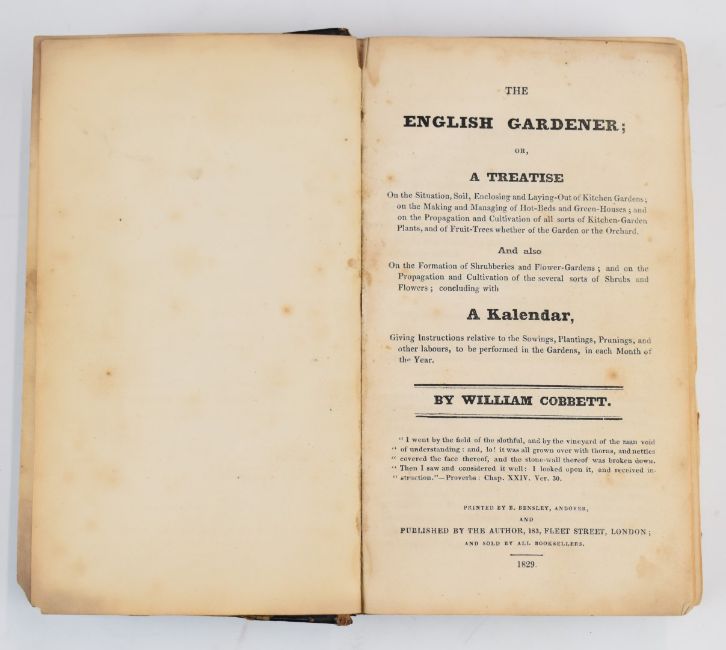 THE
ENGLISH GARDENER;
OR,
A TREATISE
On the Situation, Soil, Enclosing and Laying-Out of Kitchen Gardens;
on the Making and Managing of Hot-Beds and Green-Houses; and
on the Propagation and Cultivation of all sorts of Kitchen-Garden
Plants, and of Fruit-Trees whether of the Garden or the Orchard.
And also
On the Formation of Shrubberies and Flower-Gardens; and on the
Propagation and Cultivation of the several sorts of Shrubs and
Flowers; concluding with
A Kalendar,
Giving Instructions relative to the Sowings, Plantings, Prunings, and
other labours, to be performed in the Gardens, in each Month of
the Year.
BY WILLIAM COBBETT.
"I went by the field of the slothful, and by the vineyard of the man void
" of understanding: and, lo! it was all grown over with thorns, and nettles
" covered the face thereof, and the stone-wall thereof was broken down.
" Then I saw and considered it well: I looked upon it, and received in-
" struction."—Proverbs: Chap. XXIV. Ver. 30.
PRINTED BY B. BENSLEY, ANDOVER,
AND
PUBLISHED BY THE AUTHOR, 183, FLEET STREET, LONDON;
AND SOLD BY ALL BOOKSELLERS.
1829.